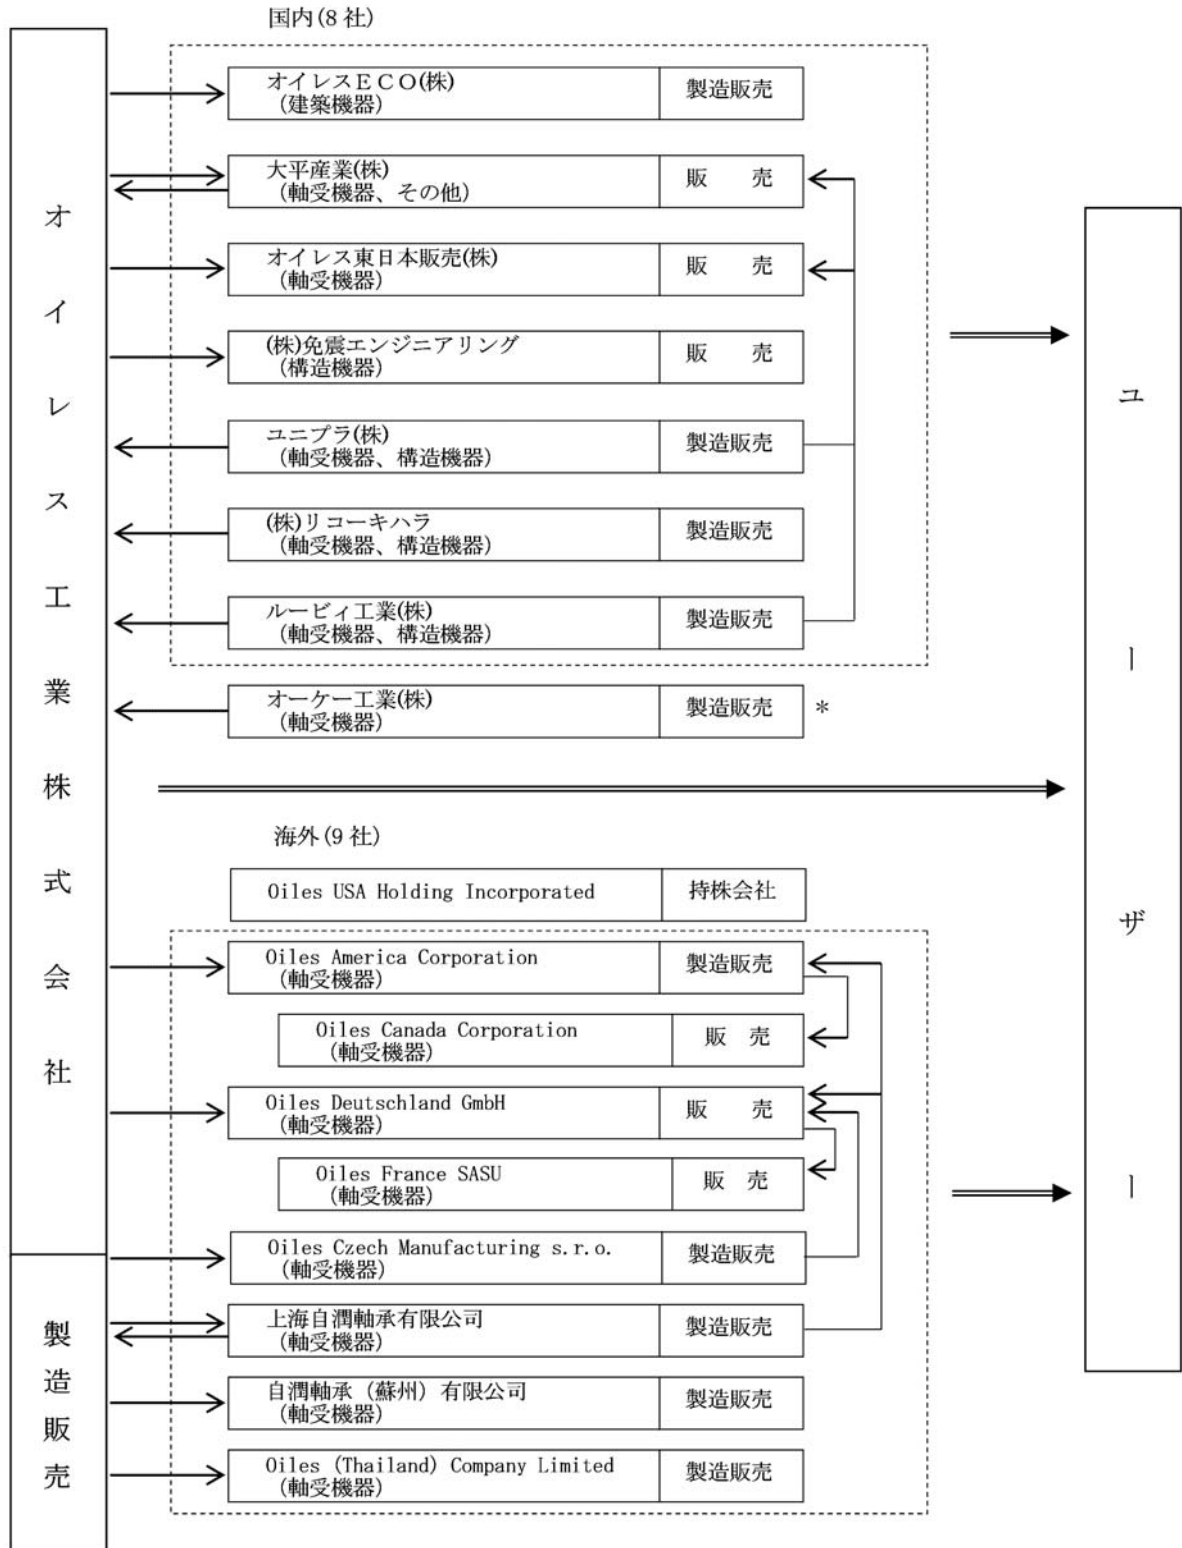 国内(8社)
オイレスＥＣＯ(株)
（建築機器）
製造販売
大平産業(株)
（軸受機器、その他）
販　売
オイレス東日本販売(株)
（軸受機器）
販　売
(株)免震エンジニアリング
（構造機器）
販　売
ユニプラ(株)
（軸受機器、構造機器）
製造販売
(株)リコーキハラ
（軸受機器、構造機器）
製造販売
ルービィ工業(株)
（軸受機器、構造機器）
製造販売
オーケー工業(株)
（軸受機器）
製造販売
*
海外(9社)
Oiles USA Holding Incorporated
持株会社
Oiles America Corporation
（軸受機器）
製造販売
Oiles Canada Corporation
（軸受機器）
販　売
Oiles Deutschland GmbH
（軸受機器）
販　売
Oiles France SASU
（軸受機器）
販　売
Oiles Czech Manufacturing s.r.o.
（軸受機器）
製造販売
上海自潤軸承有限公司
（軸受機器）
製造販売
自潤軸承（蘇州）有限公司
（軸受機器）
製造販売
Oiles (Thailand) Company Limited
（軸受機器）
製造販売
オイレス工業株式会社
製造販売
ユーザー